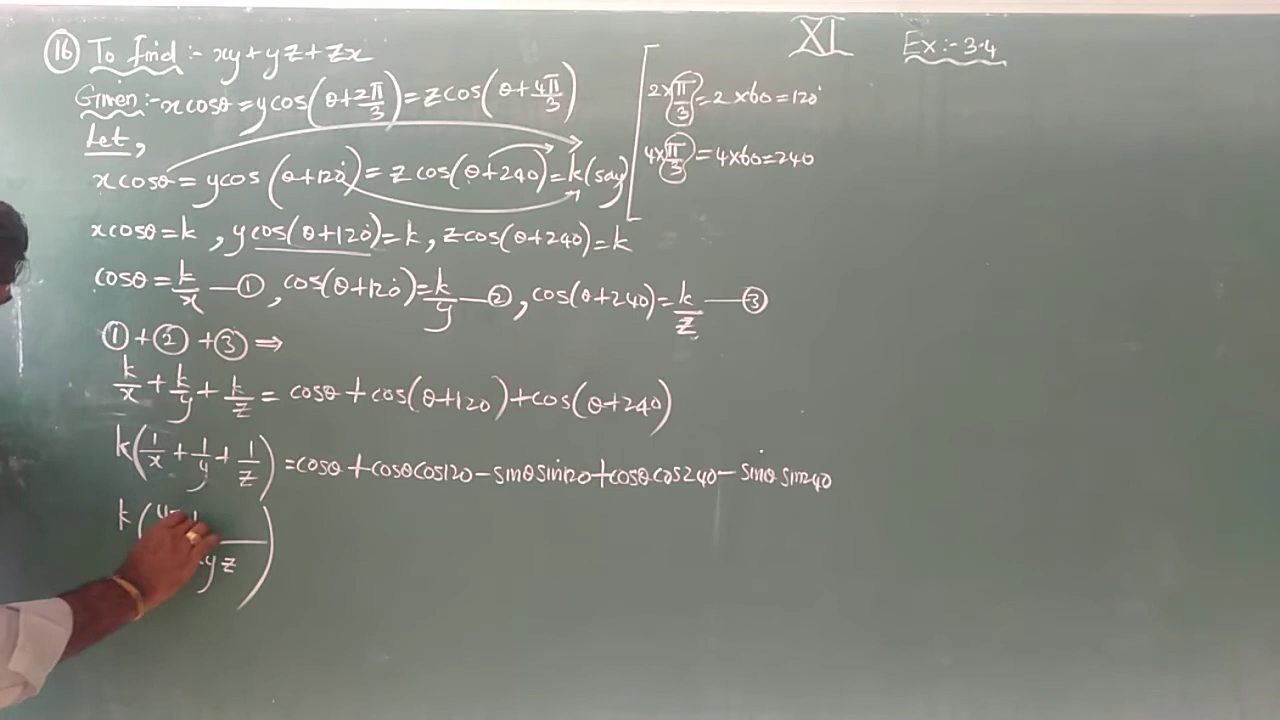 XI Ex:- 3.4
⑯ To find :- xy+yz+zx
Given :- x cosθ = y cos(θ+2π/3) = z cos(θ+4π/3)
2×π/3 = 2×60 = 120°
Let,
4×π/3 = 4×60 = 240
x cosθ = y cos(θ+120°) = z cos(θ+240) = k (say)
x cosθ = k , y cos(θ+120°) = k, z cos(θ+240) = k
cosθ = k/x —①, cos(θ+120°) = k/y —②, cos(θ+240) = k/z —③
①+②+③ ⇒
k/x + k/y + k/z = cosθ + cos(θ+120) + cos(θ+240)
k(1/x + 1/y + 1/z) = cosθ + cosθ cos120 - sinθ sin120 + cosθ cos240 - sinθ sin240
k( yz